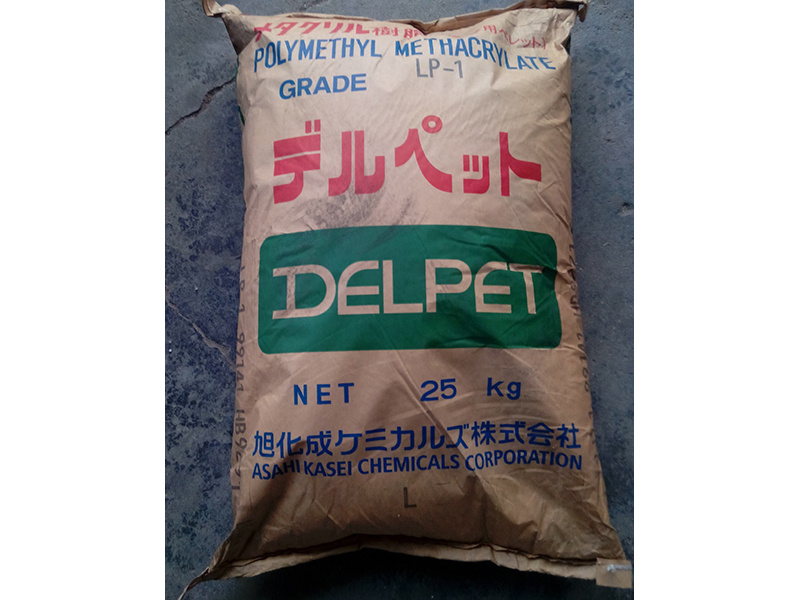 メタクリル樹脂
POLYMETHYL METHACRYLATE
GRADE LP-1
デルペット
DELPET
NET 25 kg
旭化成ケミカルズ株式会社
ASAHI KASEI CHEMICALS CORPORATION
L